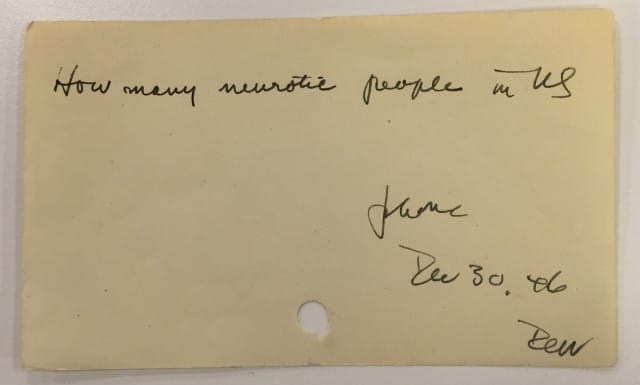 How many neurotic people in US
phone
Dec 30, 46